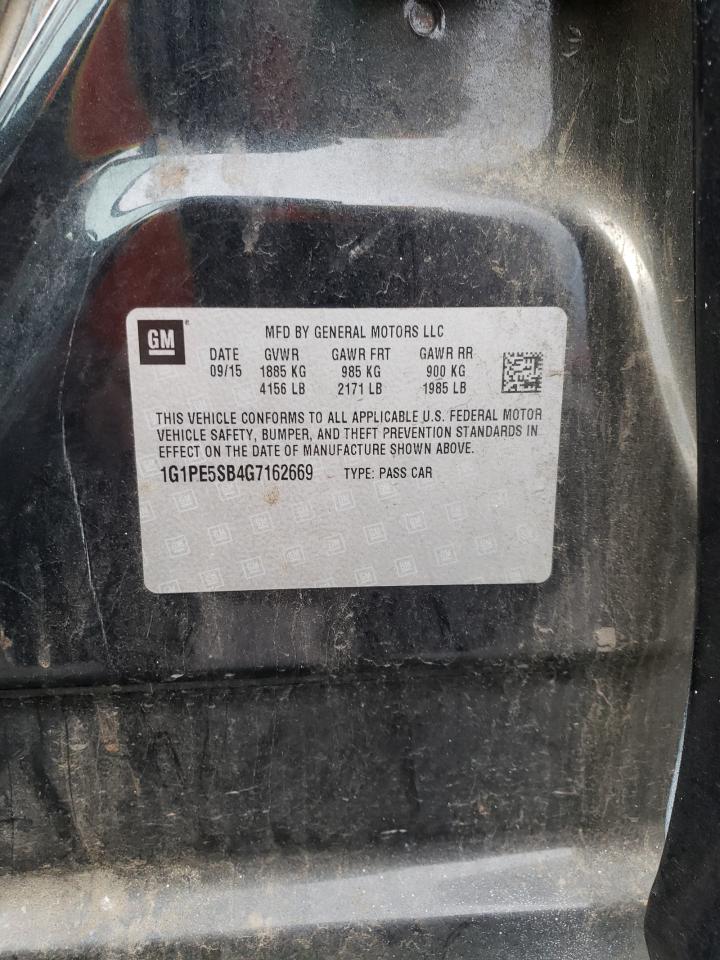 GM ®
MFD BY GENERAL MOTORS LLC
DATE GVWR GAWR FRT GAWR RR
09/15 1885 KG 985 KG 900 KG
4156 LB 2171 LB 1985 LB
THIS VEHICLE CONFORMS TO ALL APPLICABLE U.S. FEDERAL MOTOR
VEHICLE SAFETY, BUMPER, AND THEFT PREVENTION STANDARDS IN
EFFECT ON THE DATE OF MANUFACTURE SHOWN ABOVE.
1G1PE5SB4G7162669 TYPE: PASS CAR